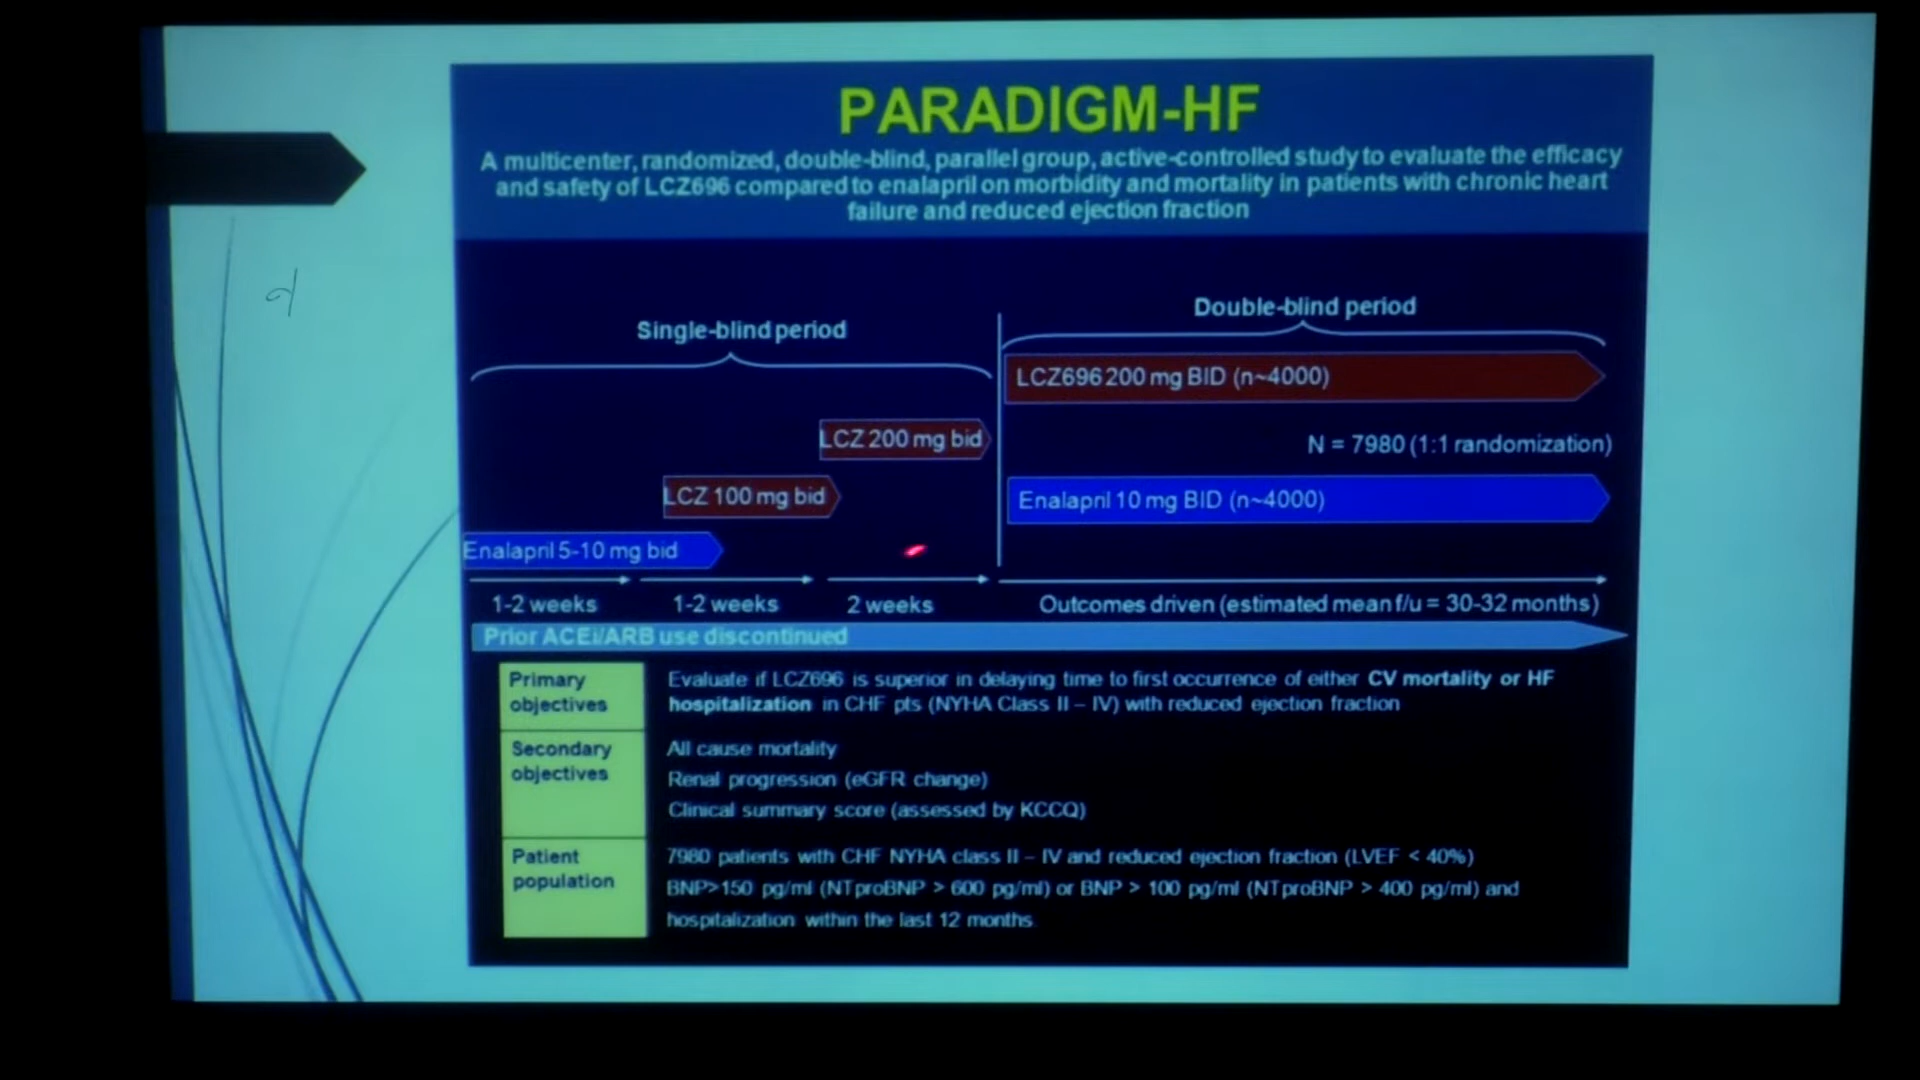 PARADIGM-HF
A multicenter, randomized, double-blind, parallel group, active-controlled study to evaluate the efficacy
and safety of LCZ696 compared to enalapril on morbidity and mortality in patients with chronic heart
failure and reduced ejection fraction
Single-blind period
Double-blind period
LCZ696 200 mg BID (n~4000)
LCZ 200 mg bid
N = 7980 (1:1 randomization)
LCZ 100 mg bid
Enalapril 10 mg BID (n~4000)
Enalapril 5-10 mg bid
1-2 weeks
1-2 weeks
2 weeks
Outcomes driven (estimated mean f/u = 30-32 months)
Prior ACEi/ARB use discontinued
Primary
objectives
Evaluate if LCZ696 is superior in delaying time to first occurrence of either CV mortality or HF
hospitalization in CHF pts (NYHA Class II – IV) with reduced ejection fraction
Secondary
objectives
All cause mortality
Renal progression (eGFR change)
Clinical summary score (assessed by KCCQ)
Patient
population
7980 patients with CHF NYHA class II – IV and reduced ejection fraction (LVEF < 40%)
BNP>150 pg/ml (NTproBNP > 600 pg/ml) or BNP > 100 pg/ml (NTproBNP > 400 pg/ml) and
hospitalization within the last 12 months